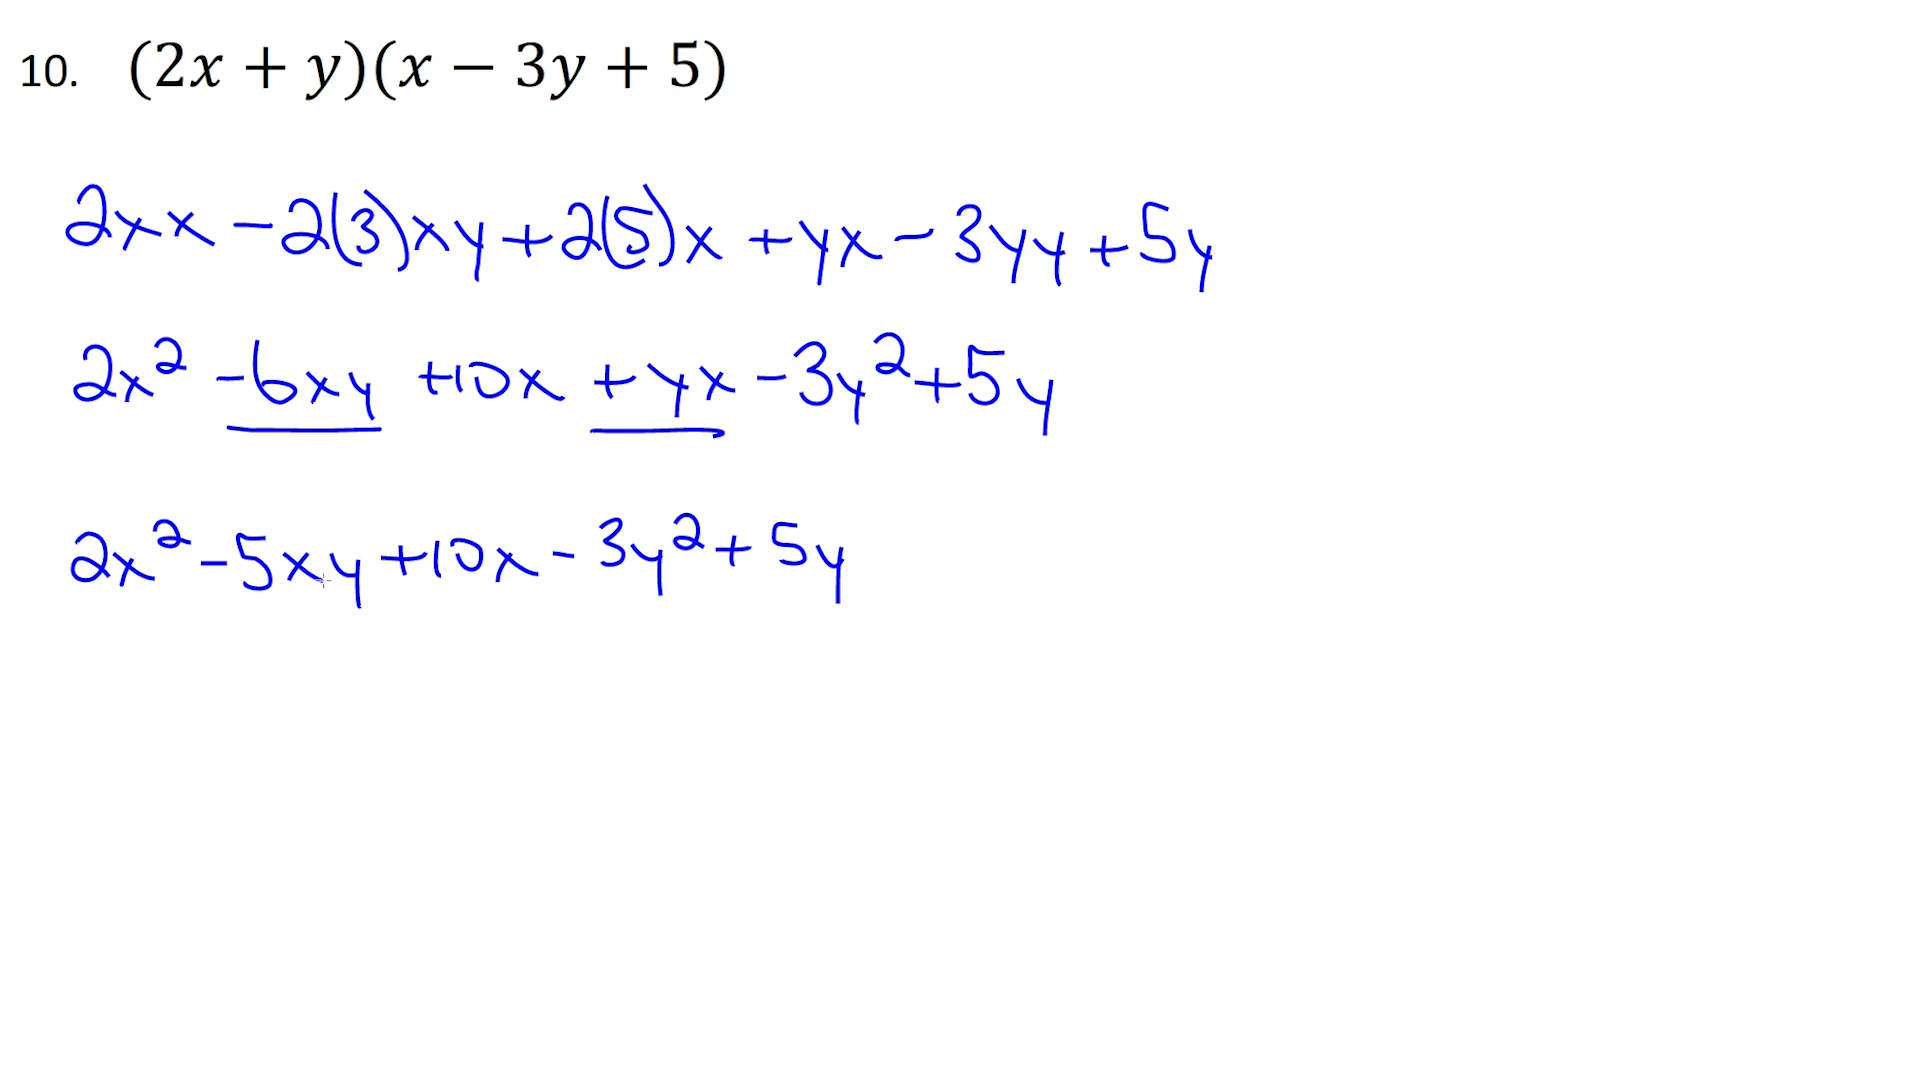 10. (2x + y)(x − 3y + 5)
2xx − 2(3)xy + 2(5)x + yx − 3yy + 5y
2x² − 6xy + 10x + yx − 3y² + 5y
2x² − 5xy + 10x − 3y² + 5y